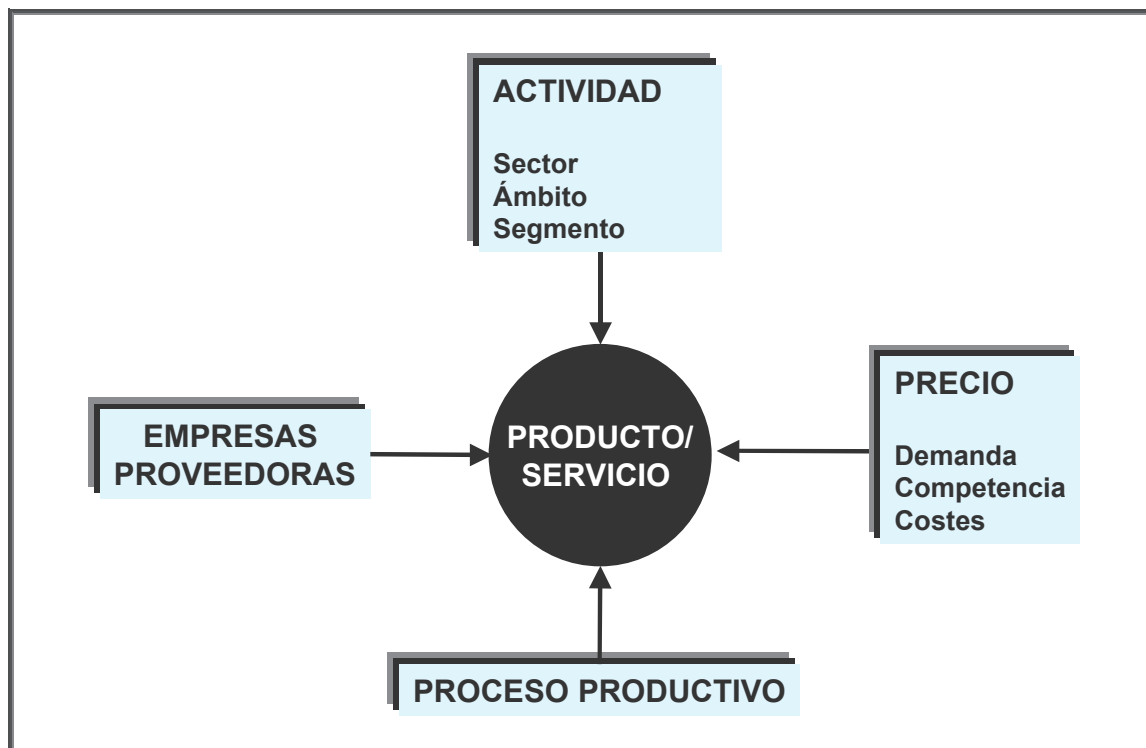 ACTIVIDAD
Sector
Ámbito
Segmento
PRECIO
Demanda
Competencia
Costes
EMPRESAS
PROVEEDORAS
PRODUCTO/
SERVICIO
PROCESO PRODUCTIVO